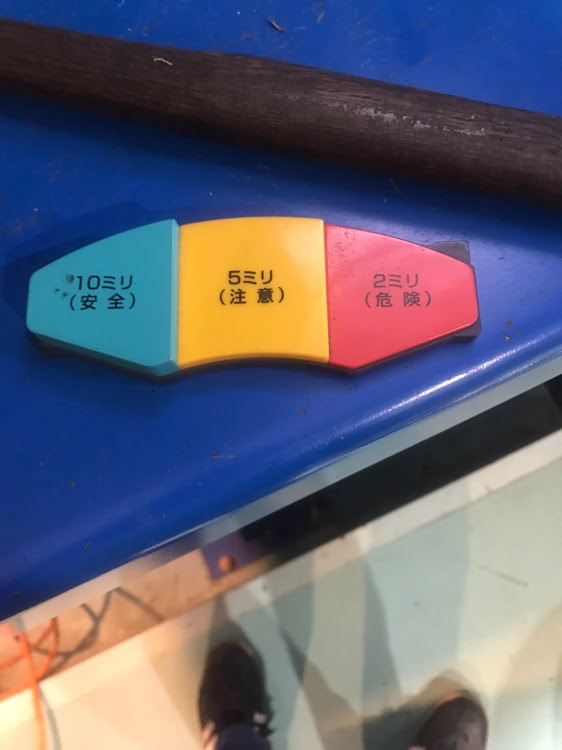 10ミリ
（安 全）
5ミリ
（注 意）
2ミリ
（危 険）